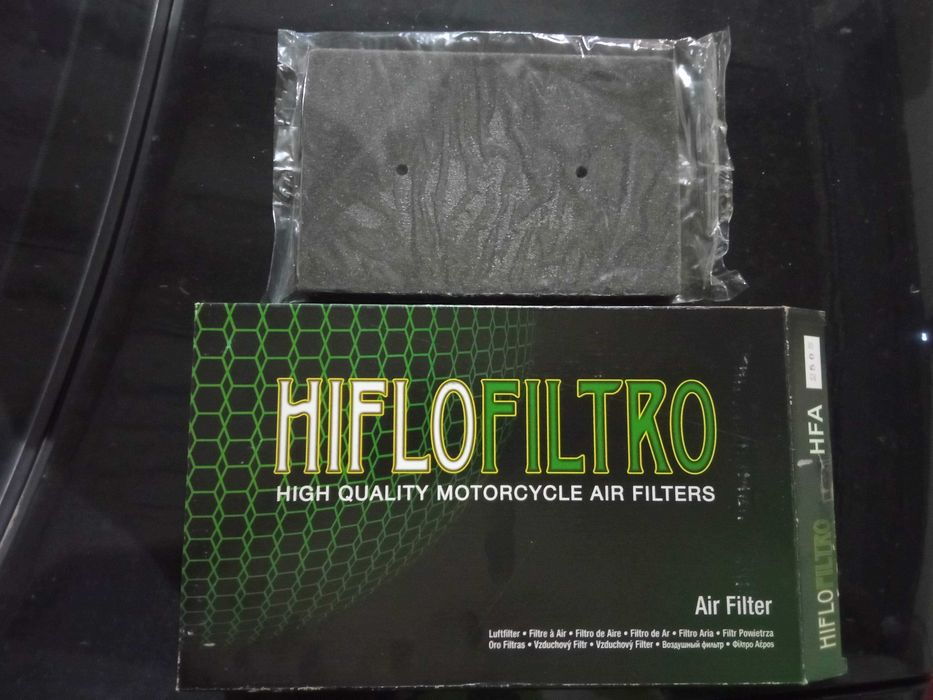 HIFLOFILTRO
HIGH QUALITY MOTORCYCLE AIR FILTERS
Air Filter
Luftfilter • Filtre à Air • Filtro de Aire • Filtro de Ar • Filtro Aria • Filtr Powietrza
Oro Filtras • Vzduchový Filtr • Vzduchový Filter • Воздушный фильтр • Φίλτρο Αέρος
HIFLOFILTRO HFA